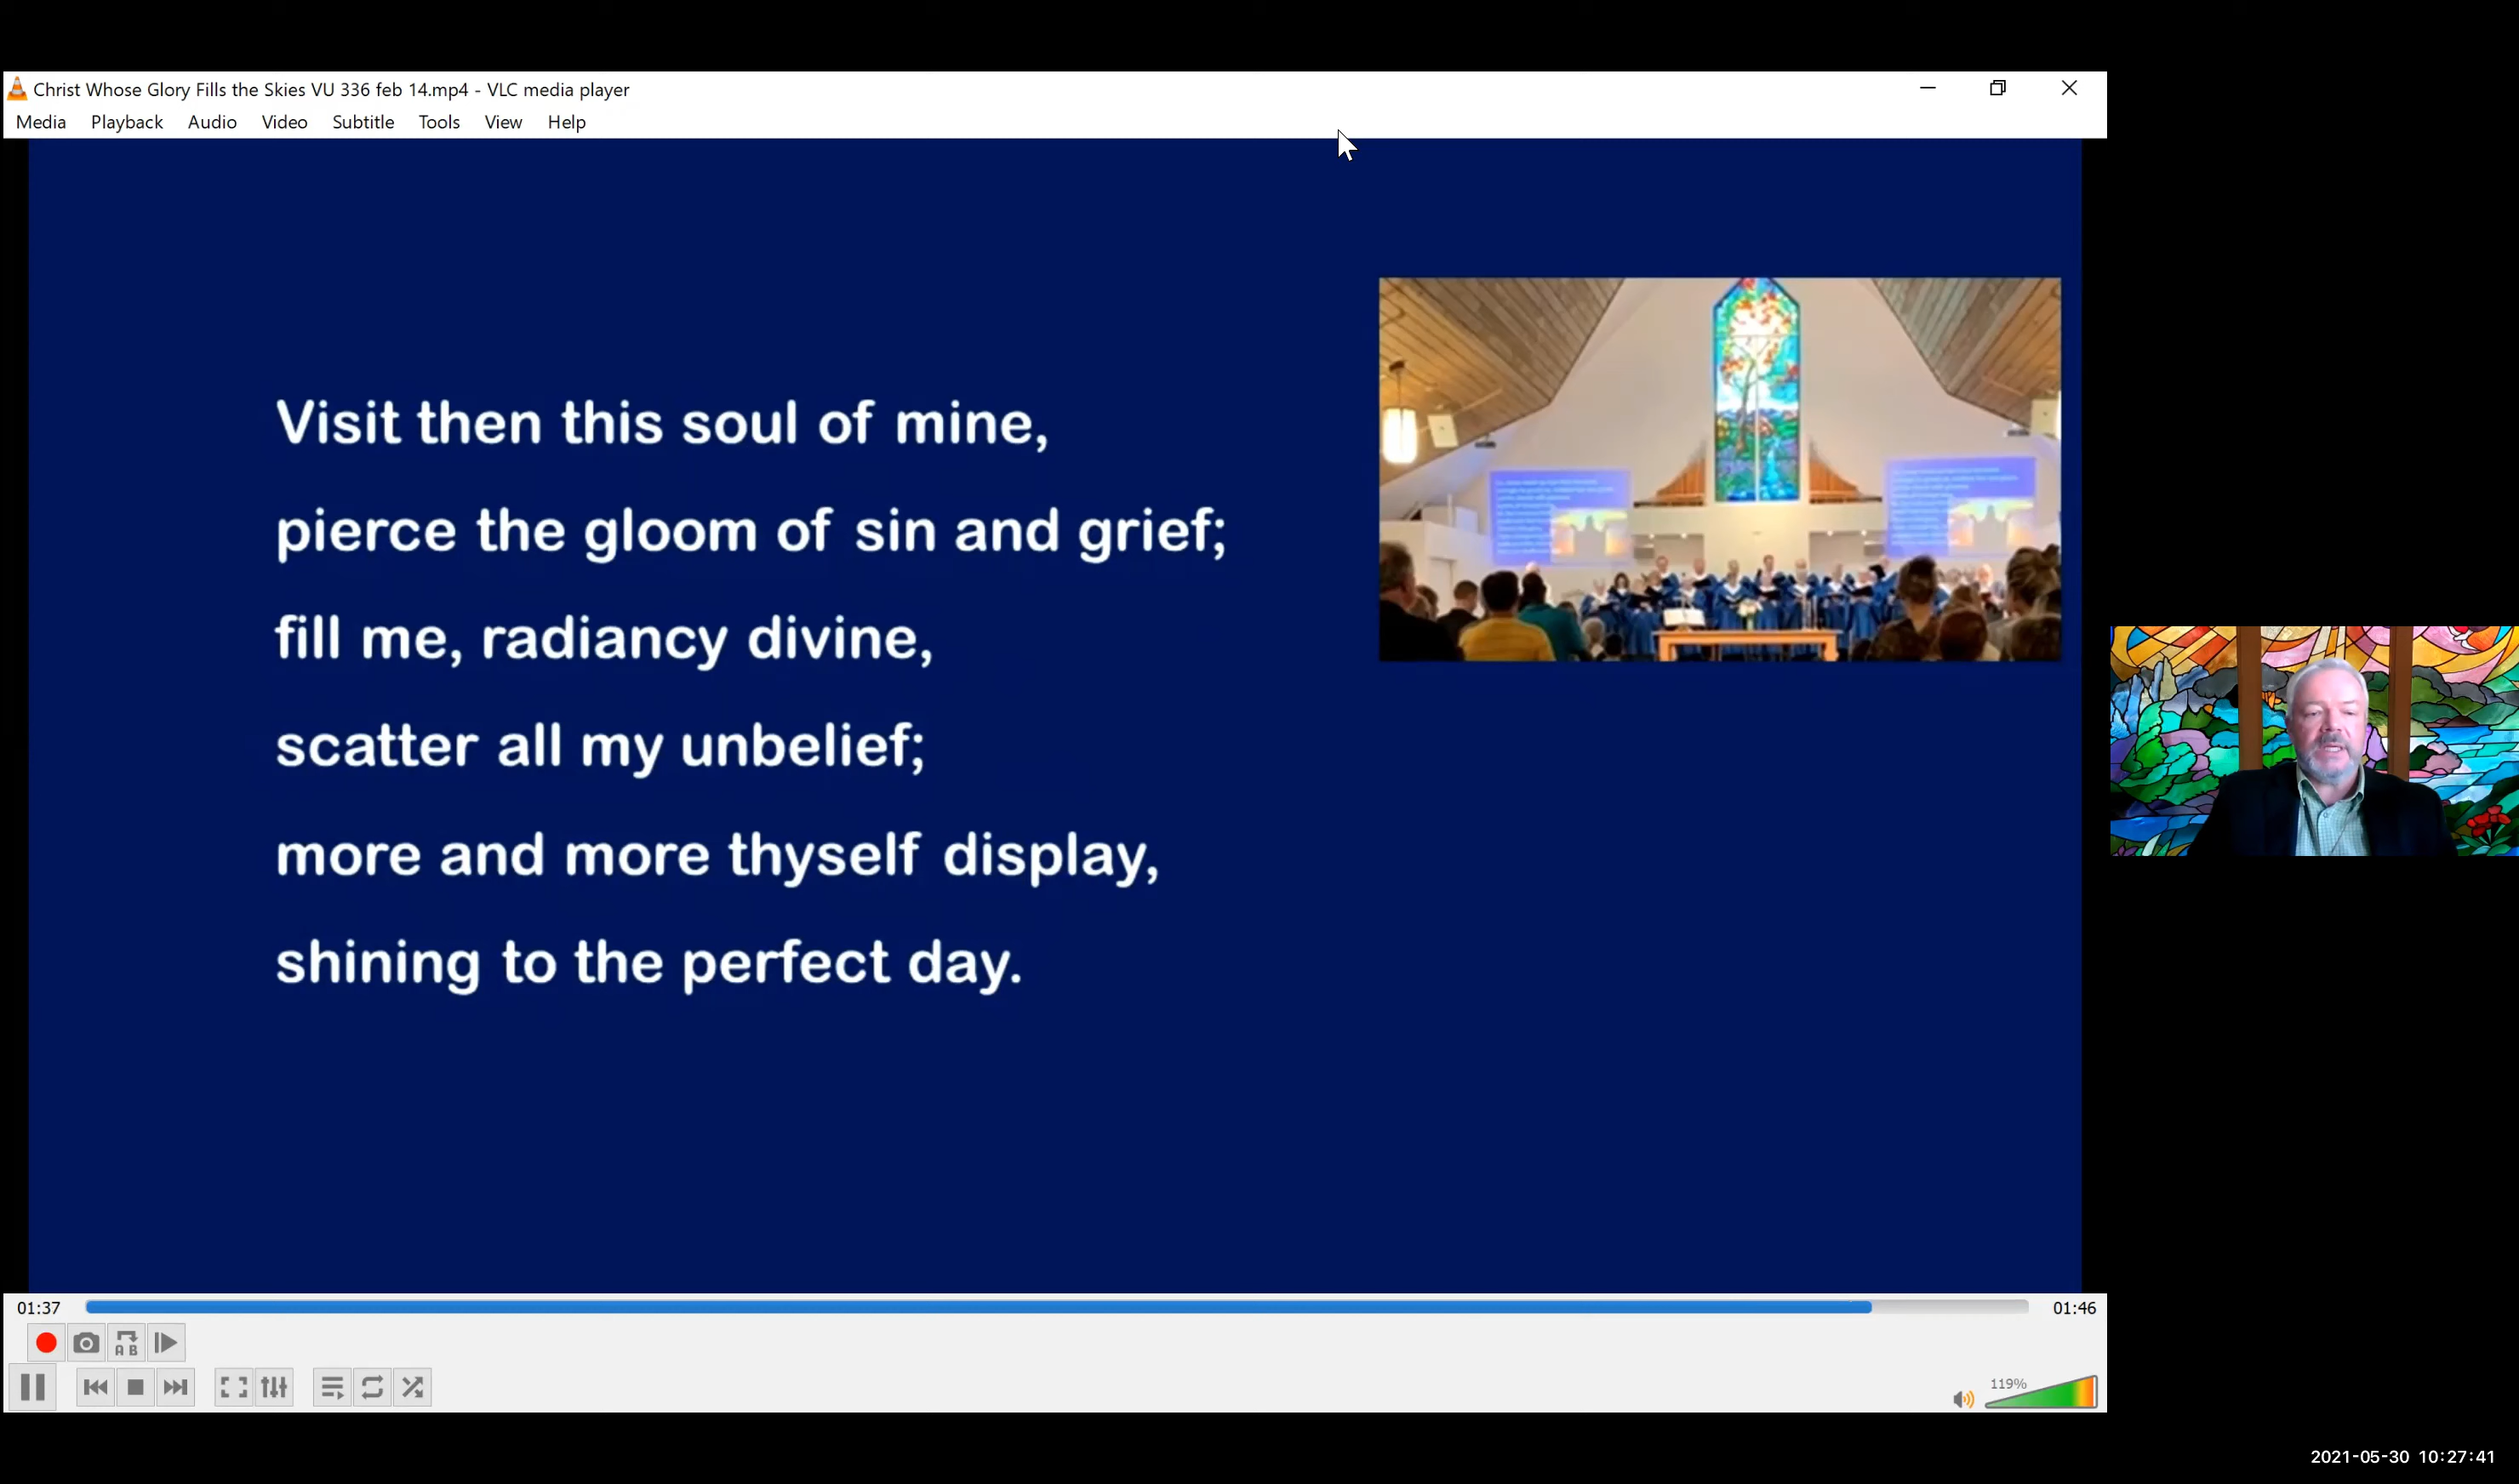 Christ Whose Glory Fills the Skies VU 336 feb 14.mp4 - VLC media player
Media Playback Audio Video Subtitle Tools View Help
Visit then this soul of mine,
pierce the gloom of sin and grief;
fill me, radiancy divine,
scatter all my unbelief;
more and more thyself display,
shining to the perfect day.
01:37
01:46
A B
119%
2021-05-30 10:27:41